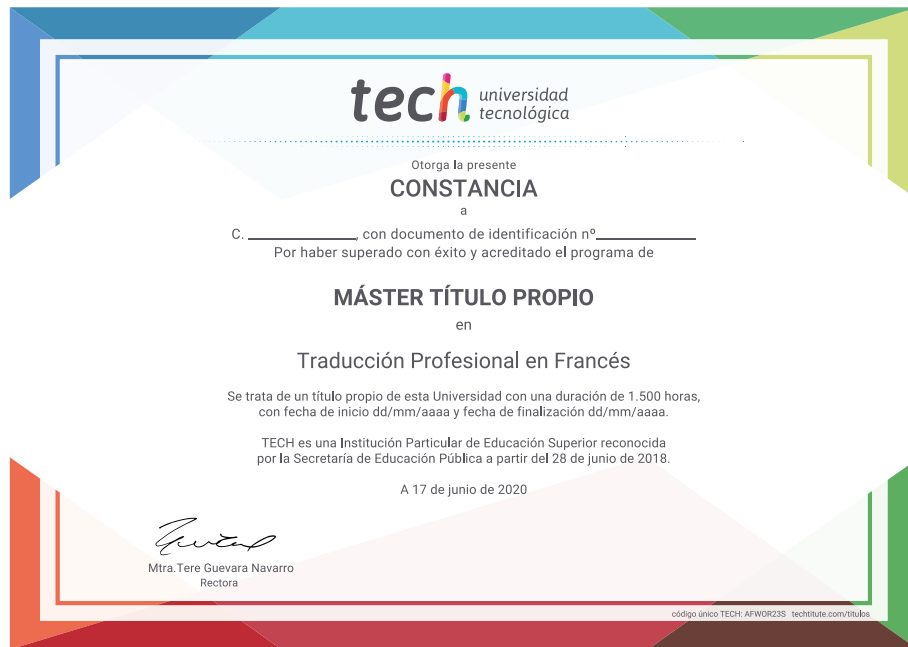 tech universidad
tecnológica
Otorga la presente
CONSTANCIA
a
C. ____________, con documento de identificación nº____________
Por haber superado con éxito y acreditado el programa de
MÁSTER TÍTULO PROPIO
en
Traducción Profesional en Francés
Se trata de un título propio de esta Universidad con una duración de 1.500 horas,
con fecha de inicio dd/mm/aaaa y fecha de finalización dd/mm/aaaa.
TECH es una Institución Particular de Educación Superior reconocida
por la Secretaría de Educación Pública a partir del 28 de junio de 2018.
A 17 de junio de 2020
Mtra.Tere Guevara Navarro
Rectora
código único TECH: AFWOR23S techtitute.com/titulos